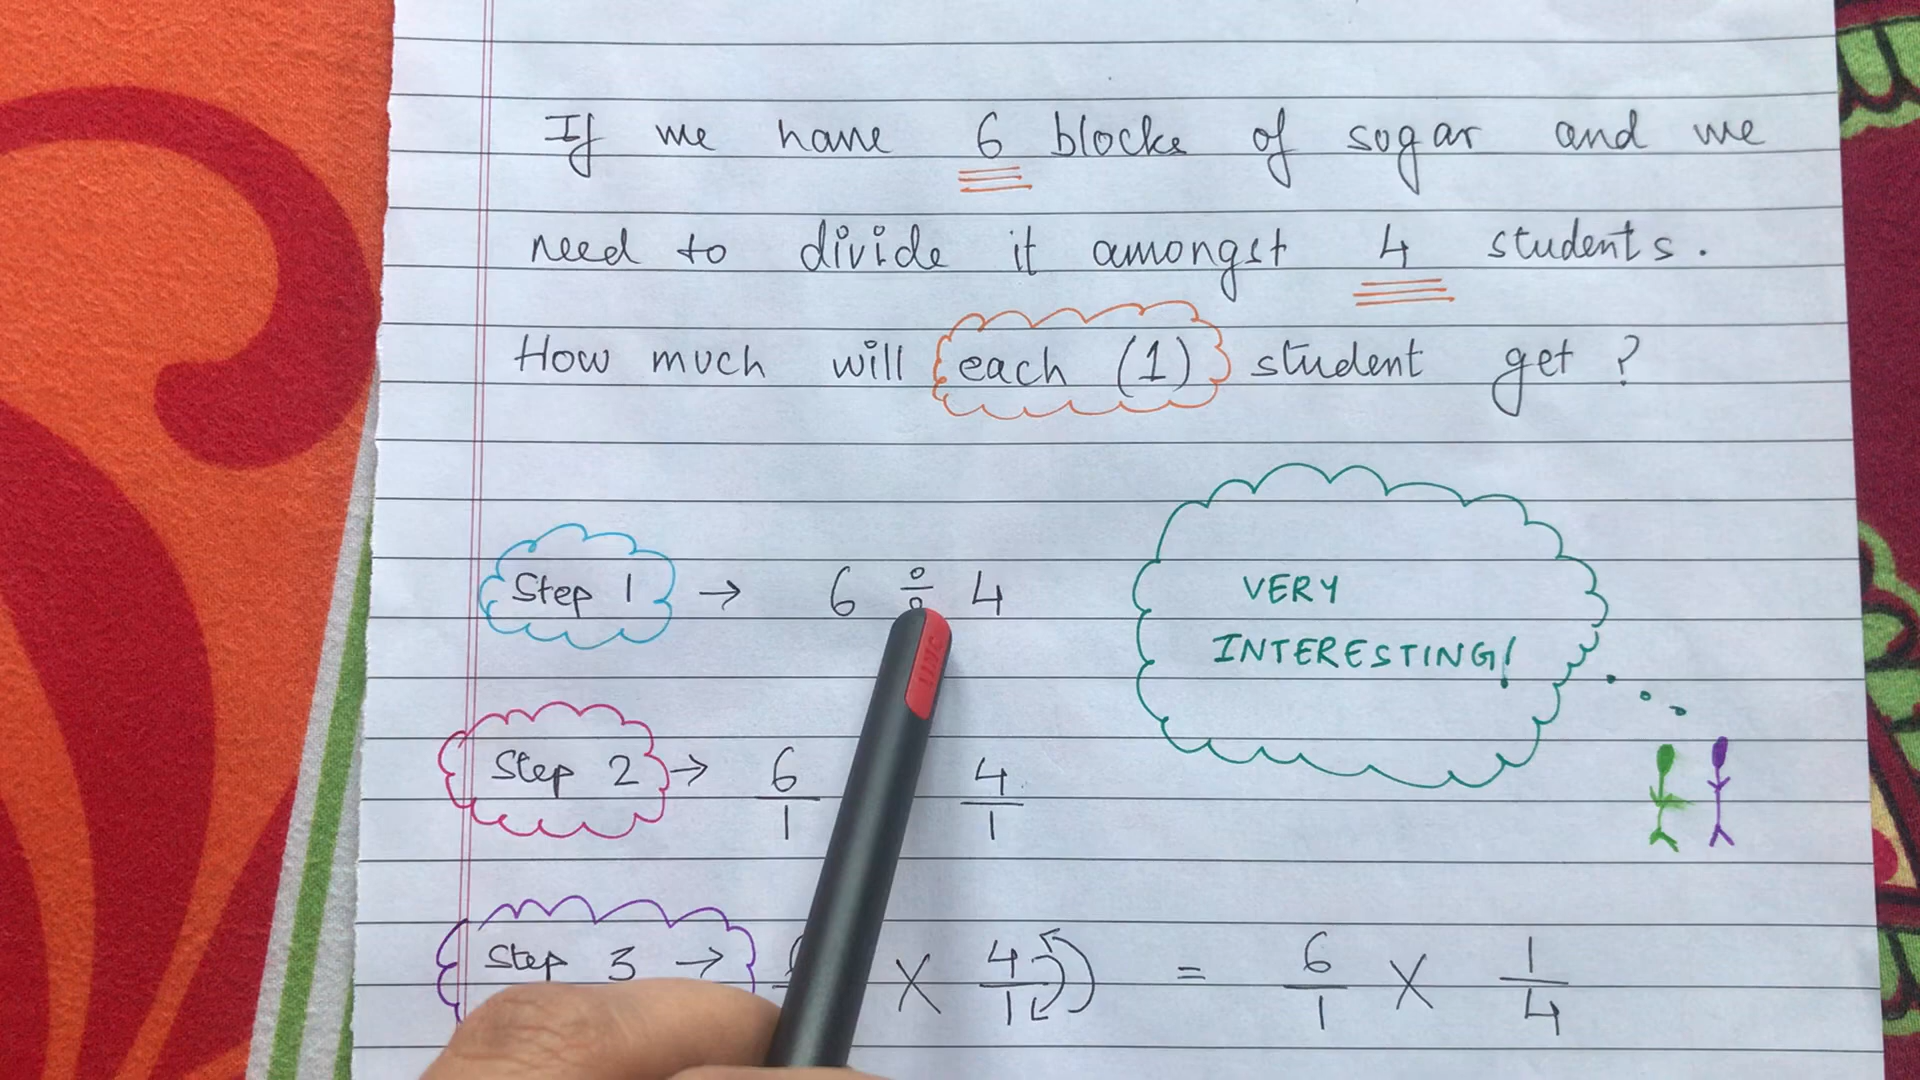 If we have 6 blocks of sogar and we
need to divide it amongst 4 students.
How much will each (1) student get ?
Step 1 → 6 ÷ 4
VERY
INTERESTING!
Step 2 → 6/1 4/1
Step 3 → X 4/1 = 6/1 X 1/4